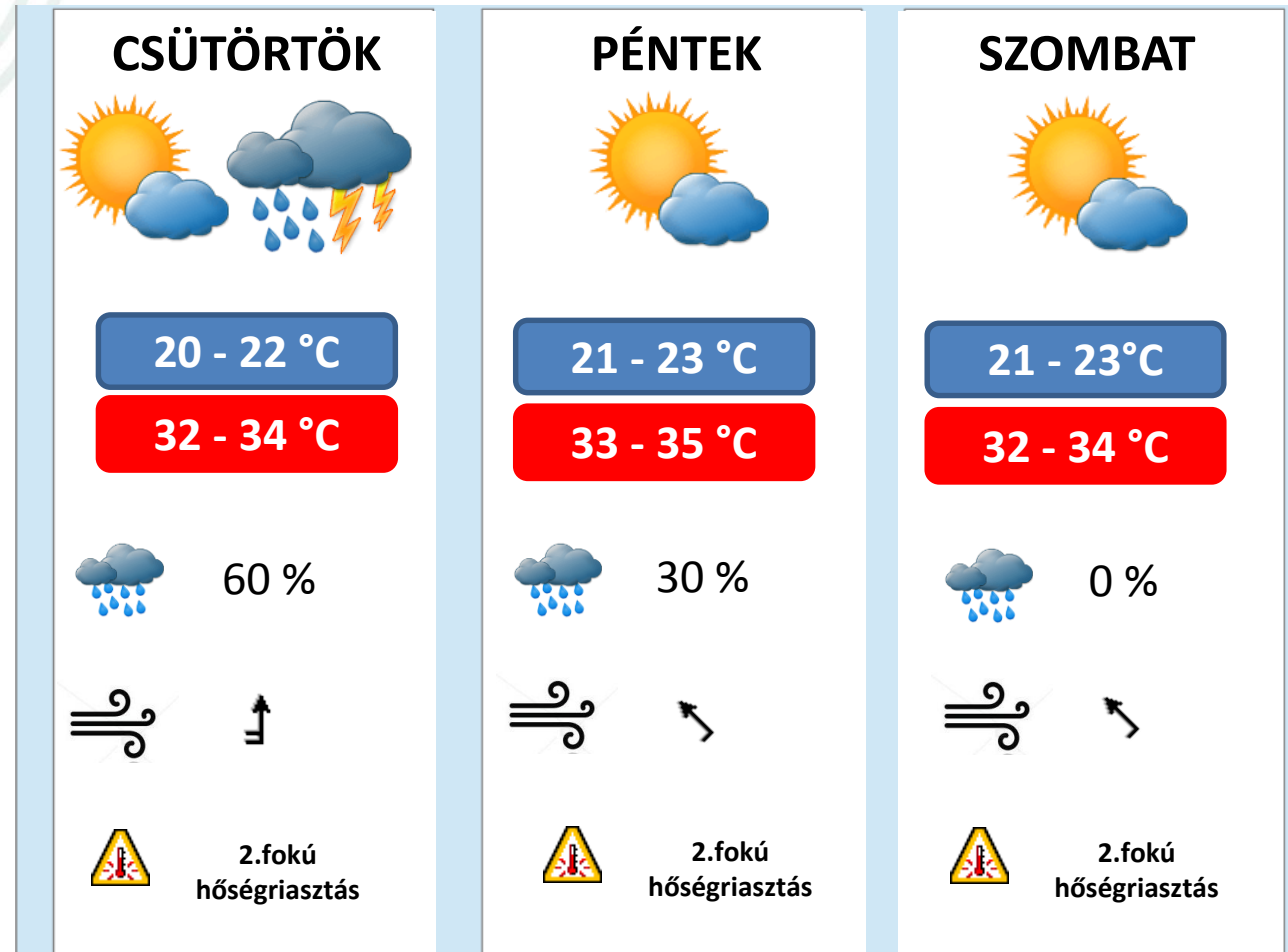 CSÜTÖRTÖK
20 - 22 °C
32 - 34 °C
60 %
2.fokú
hőségriasztás
PÉNTEK
21 - 23 °C
33 - 35 °C
30 %
2.fokú
hőségriasztás
SZOMBAT
21 - 23°C
32 - 34 °C
0 %
2.fokú
hőségriasztás